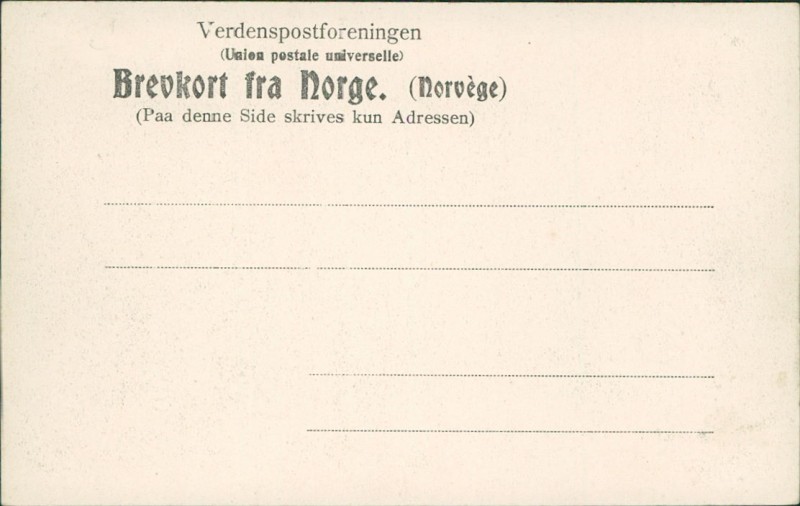 Verdenspostforeningen
(Union postale universelle)
Brevkort fra Norge. (Norvège)
(Paa denne Side skrives kun Adressen)